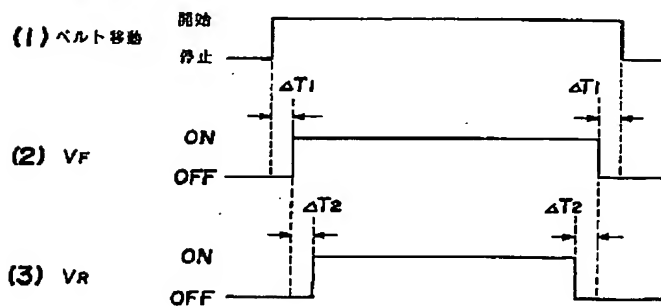 開始
(1) ベルト移動
停止
ΔT1 ΔT1
ON
(2) VF
OFF
ΔT2 ΔT2
ON
(3) VR
OFF